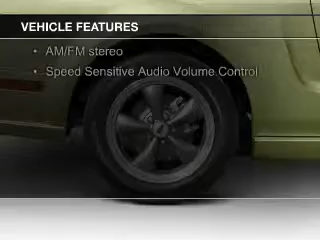 VEHICLE FEATURES
• AM/FM stereo
• Speed Sensitive Audio Volume Control